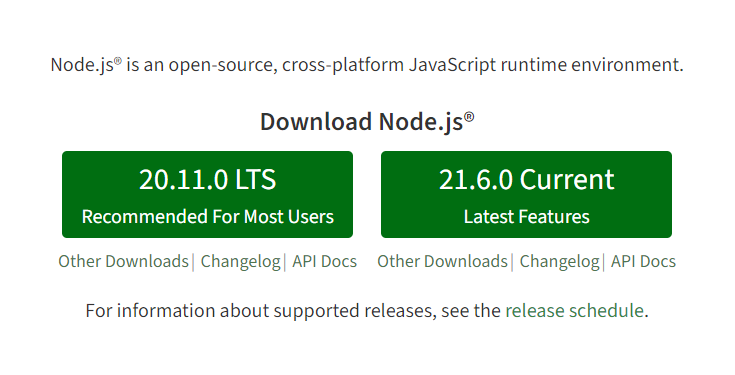 Node.js® is an open-source, cross-platform JavaScript runtime environment.
Download Node.js®
20.11.0 LTS
Recommended For Most Users
21.6.0 Current
Latest Features
Other Downloads| Changelog| API Docs
Other Downloads| Changelog| API Docs
For information about supported releases, see the release schedule.